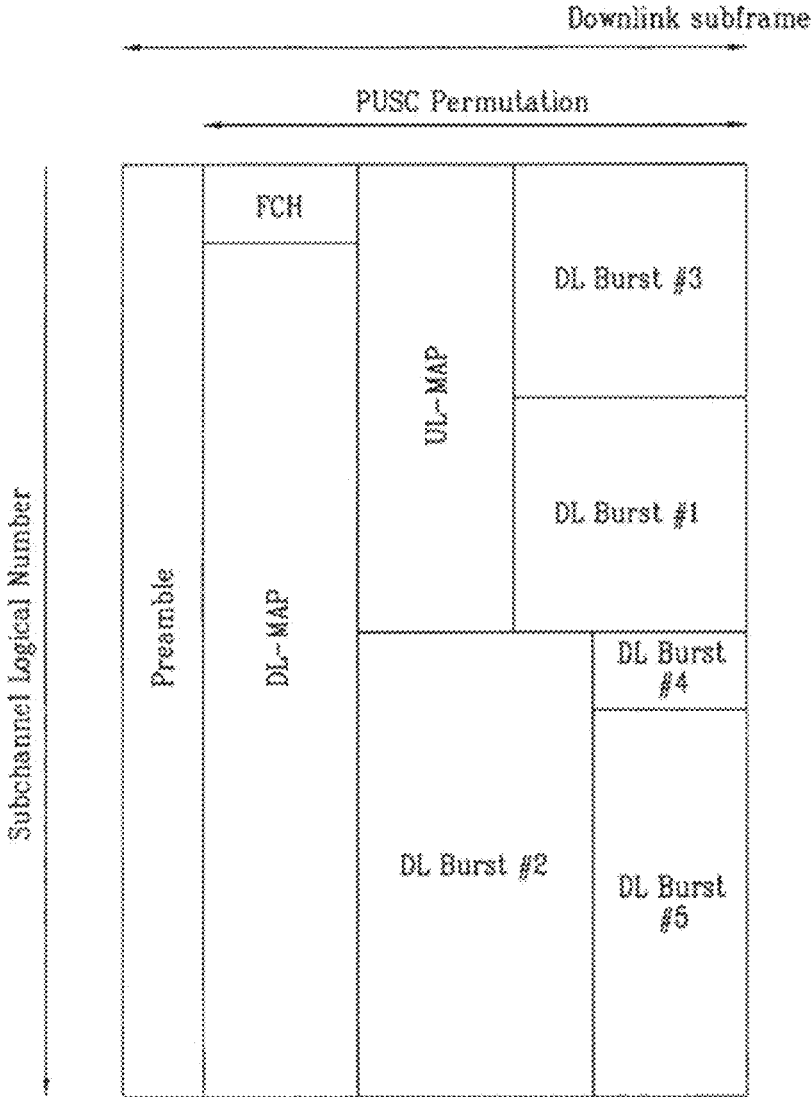 Downlink subframe
PUSC Permutation
Subchannel Logical Number
Preamble
FCH
DL-MAP
UL-MAP
DL Burst #3
DL Burst #1
DL Burst #2
DL Burst
#4
DL Burst
#5